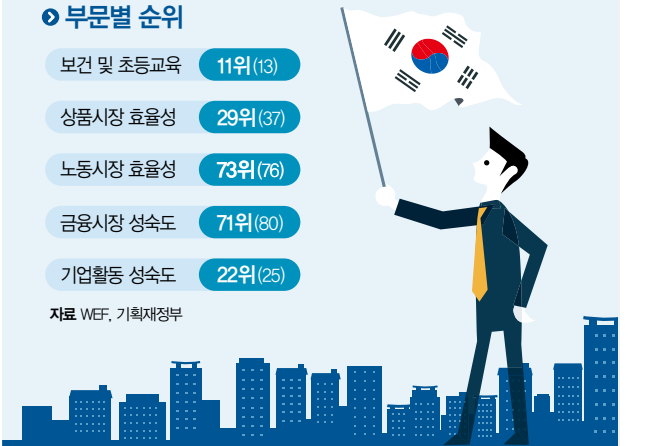 부문별 순위
보건 및 초등교육 11위(13)
상품시장 효율성 29위(37)
노동시장 효율성 73위(76)
금융시장 성숙도 71위(80)
기업활동 성숙도 22위(25)
자료 WEF, 기획재정부